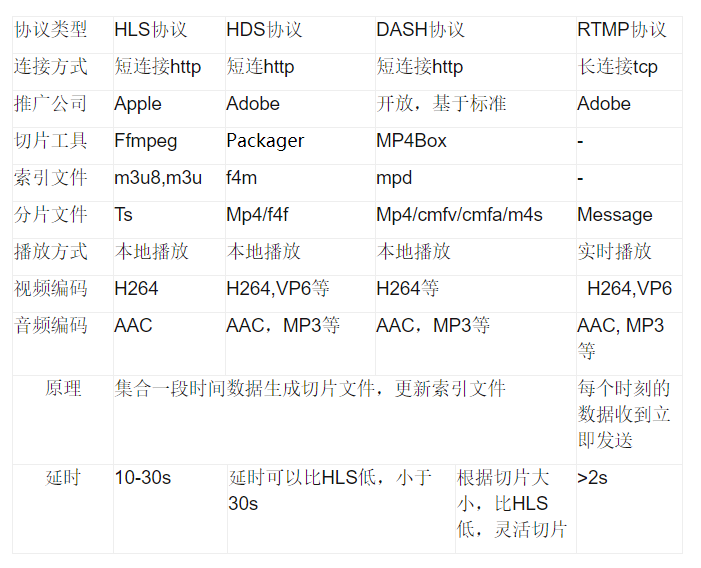 协议类型 HLS协议 HDS协议 DASH协议 RTMP协议
连接方式 短连接http 短连http 短连接http 长连接tcp
推广公司 Apple Adobe 开放，基于标准 Adobe
切片工具 Ffmpeg Packager MP4Box -
索引文件 m3u8,m3u f4m mpd -
分片文件 Ts Mp4/f4f Mp4/cmfv/cmfa/m4s Message
播放方式 本地播放 本地播放 本地播放 实时播放
视频编码 H264 H264,VP6等 H264等 H264,VP6
音频编码 AAC AAC，MP3等 AAC，MP3等 AAC, MP3
等
原理 集合一段时间数据生成切片文件，更新索引文件 每个时刻的
数据收到立
即发送
延时 10-30s 延时可以比HLS低，小于
30s
根据切片大
小，比HLS
低，灵活切片
>2s